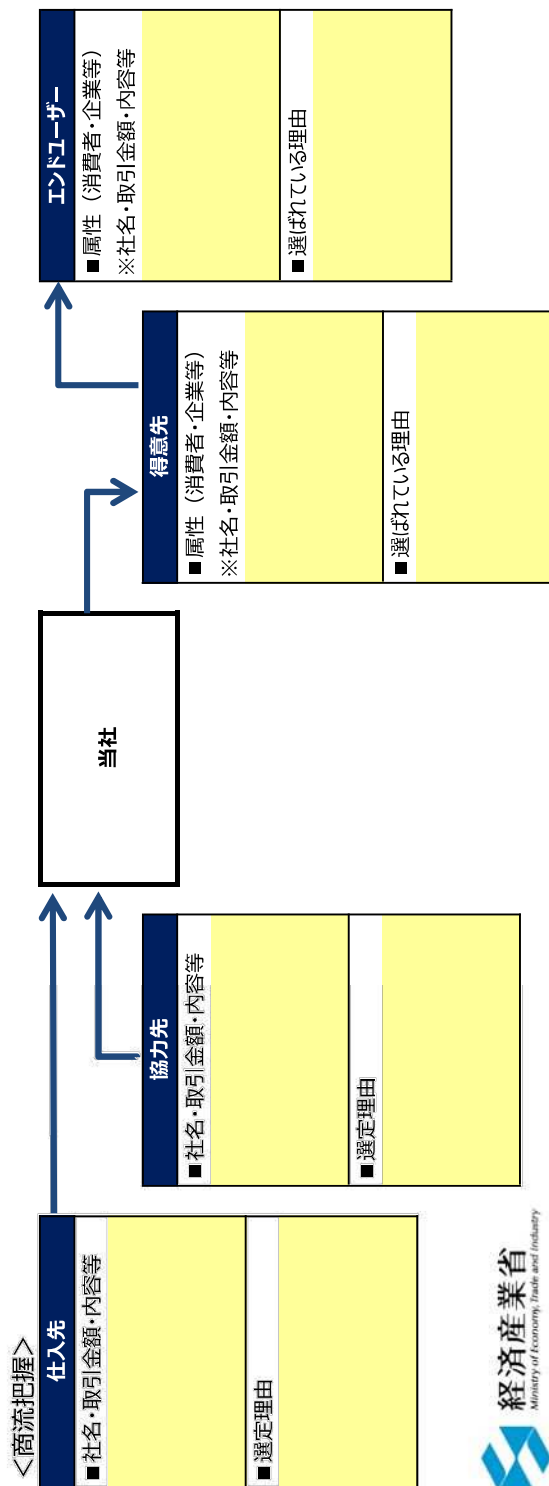 ＜商流把握＞
仕入先
■社名・取引金額・内容等
■選定理由
協力先
■社名・取引金額・内容等
■選定理由
当社
得意先
■属性（消費者・企業等）
※社名・取引金額・内容等
■選ばれている理由
エンドユーザー
■属性（消費者・企業等）
※社名・取引金額・内容等
■選ばれている理由
経済産業省
Ministry of Economy, Trade and Industry